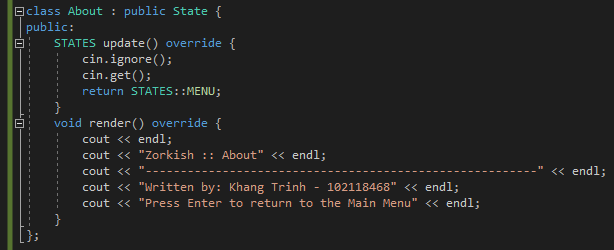 class About : public State {
public:
    STATES update() override {
        cin.ignore();
        cin.get();
        return STATES::MENU;
    }
    void render() override {
        cout << endl;
        cout << "Zorkish :: About" << endl;
        cout << "--------------------------------------------------------" << endl;
        cout << "Written by: Khang Trinh - 102118468" << endl;
        cout << "Press Enter to return to the Main Menu" << endl;
    }
};